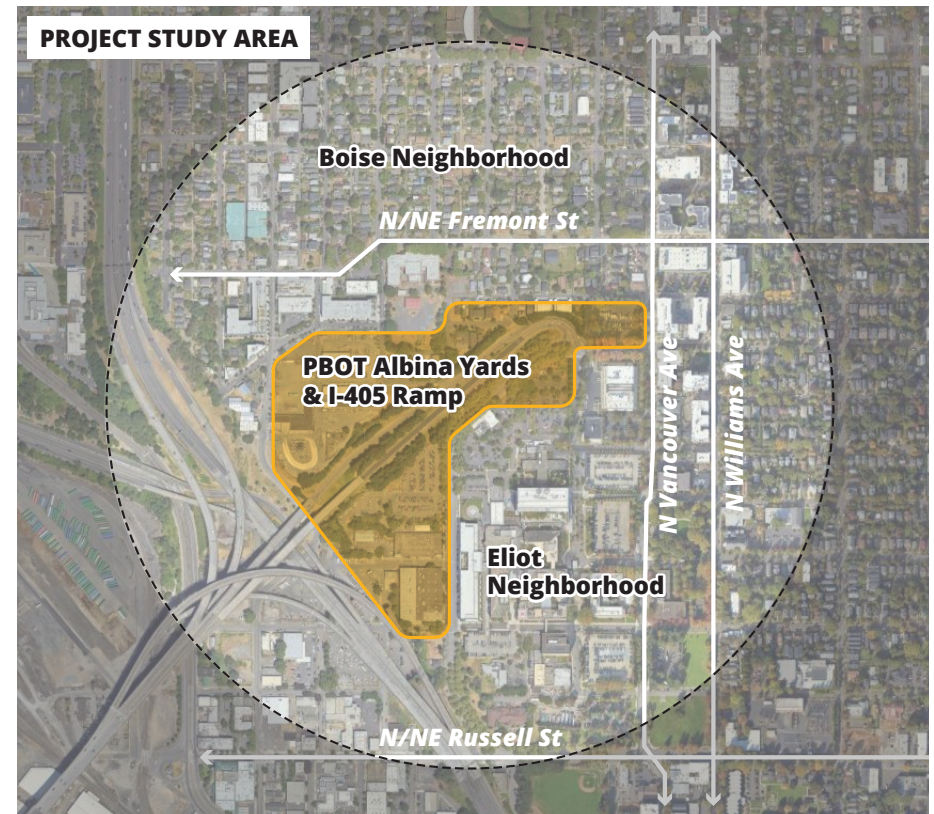 PROJECT STUDY AREA
Boise Neighborhood
N/NE Fremont St
PBOT Albina Yards
& I-405 Ramp
N Vancouver Ave
N Williams Ave
Eliot
Neighborhood
N/NE Russell St